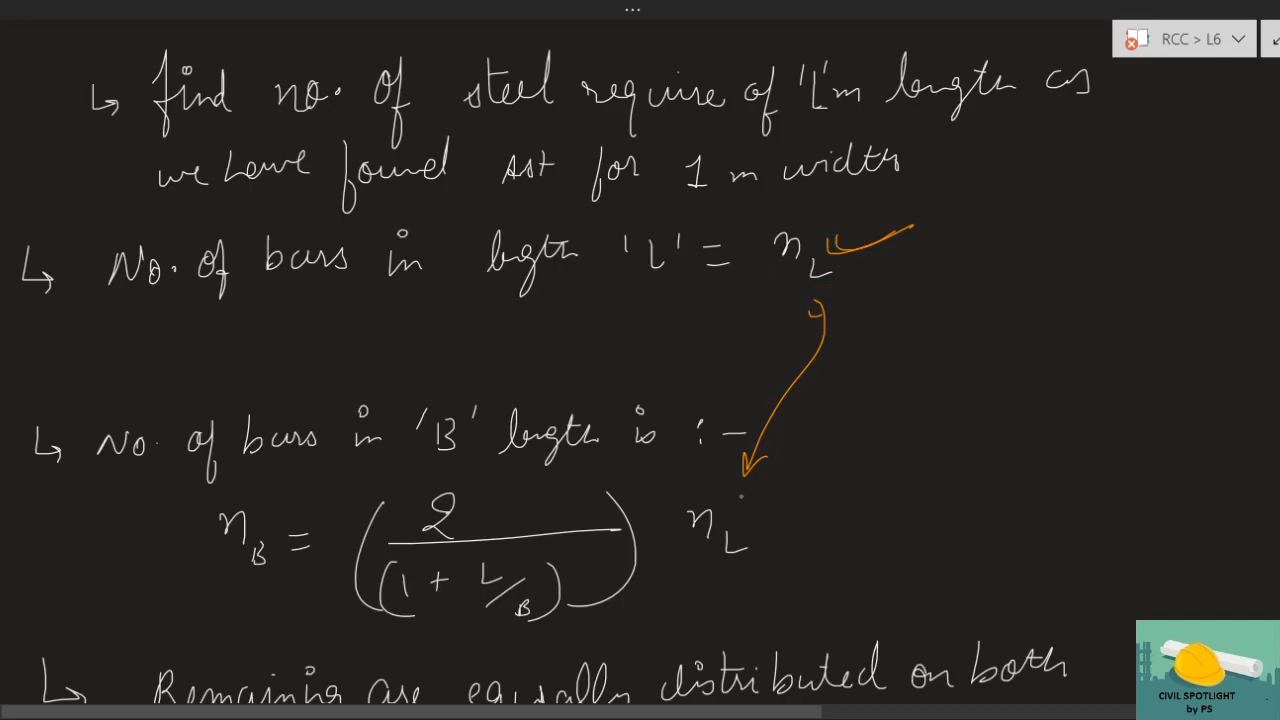 ...
RCC > L6
↳ find no. of steel require of 'L'm length as
we have found Ast for 1 m width
↳ No. of bars in lngth 'L' = n_L
↳ No. of bars in 'B' length is :-
n_B = (2 / (1 + L/B)) n_L
↳ Remaining are equally distributed on both
CIVIL SPOTLIGHT
by PS